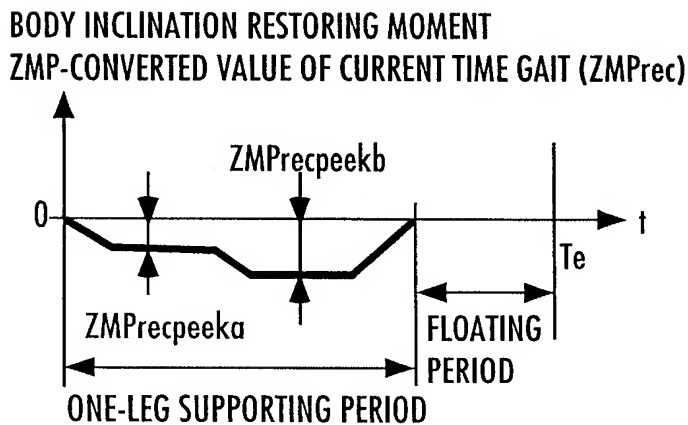 BODY INCLINATION RESTORING MOMENT
ZMP-CONVERTED VALUE OF CURRENT TIME GAIT (ZMPrec)
ZMPrecpeekb
0
t
Te
ZMPrecpeeka
FLOATING
PERIOD
ONE-LEG SUPPORTING PERIOD